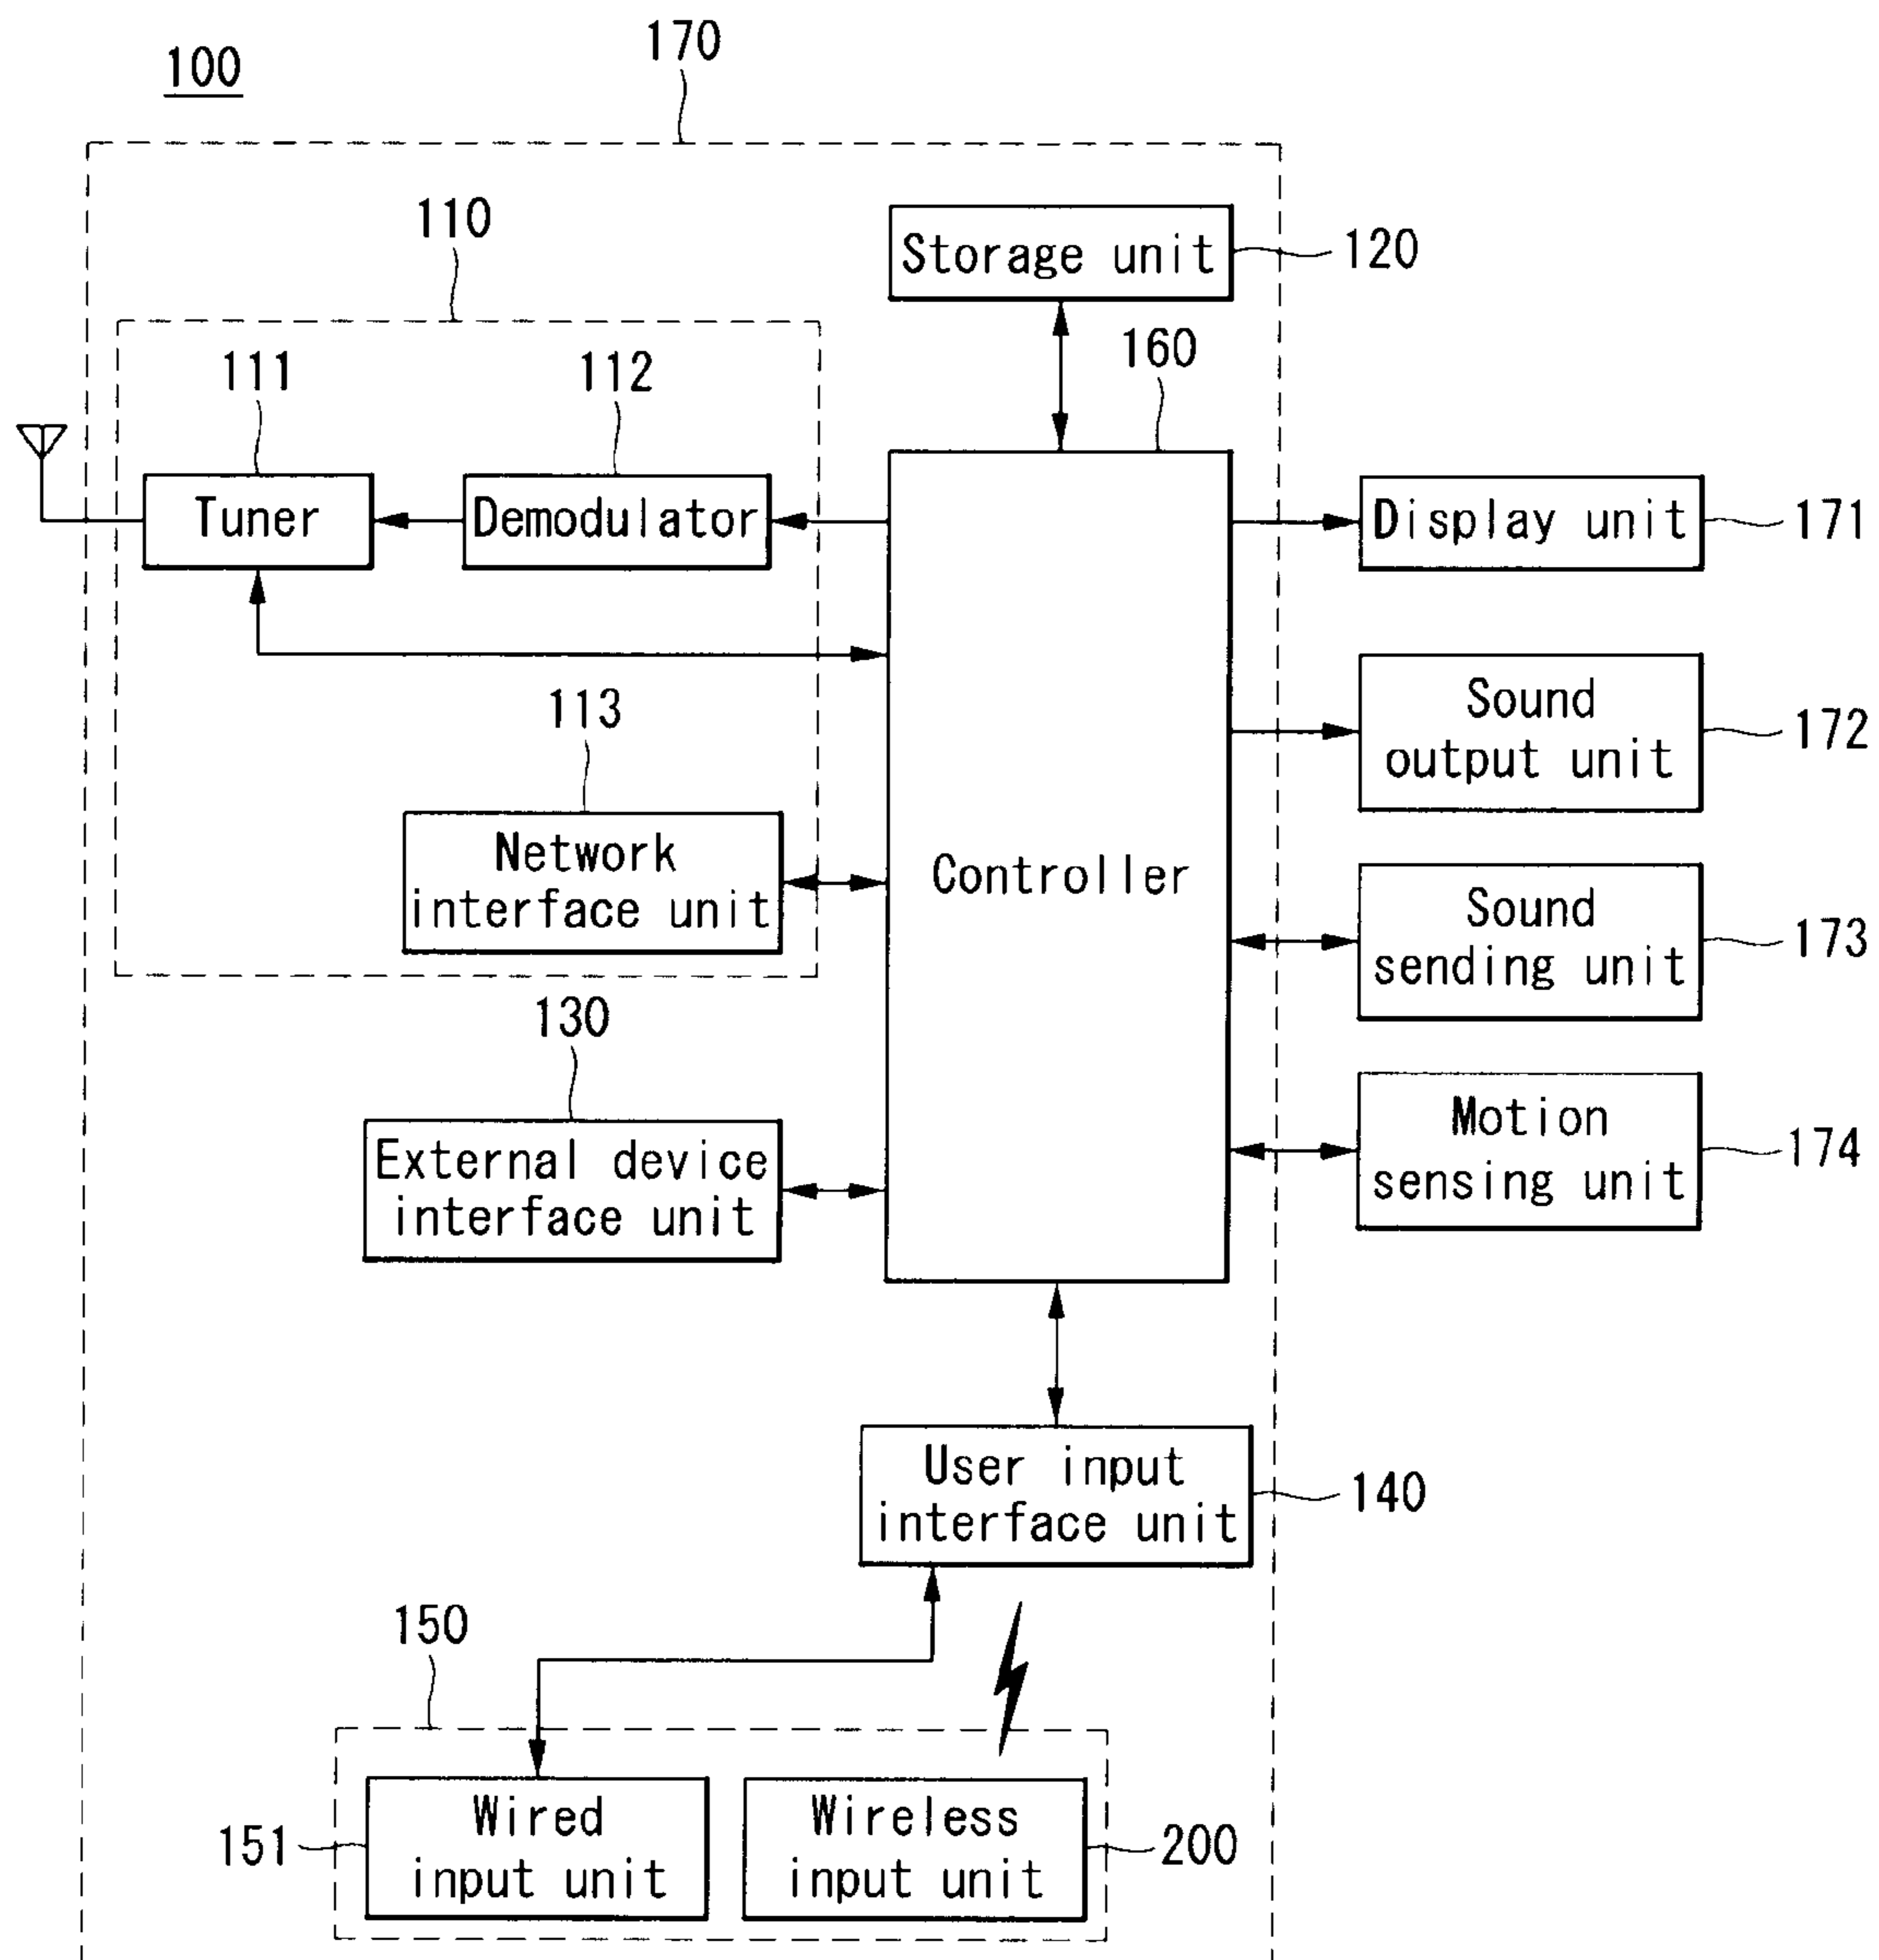 100
170
110
Storage unit
120
111
112
160
Tuner
Demodulator
Display unit
171
113
Sound
output unit
172
Network
interface unit
Controller
Sound
sending unit
173
130
External device
interface unit
Motion
sensing unit
174
User input
interface unit
140
150
151
Wired
input unit
Wireless
input unit
200